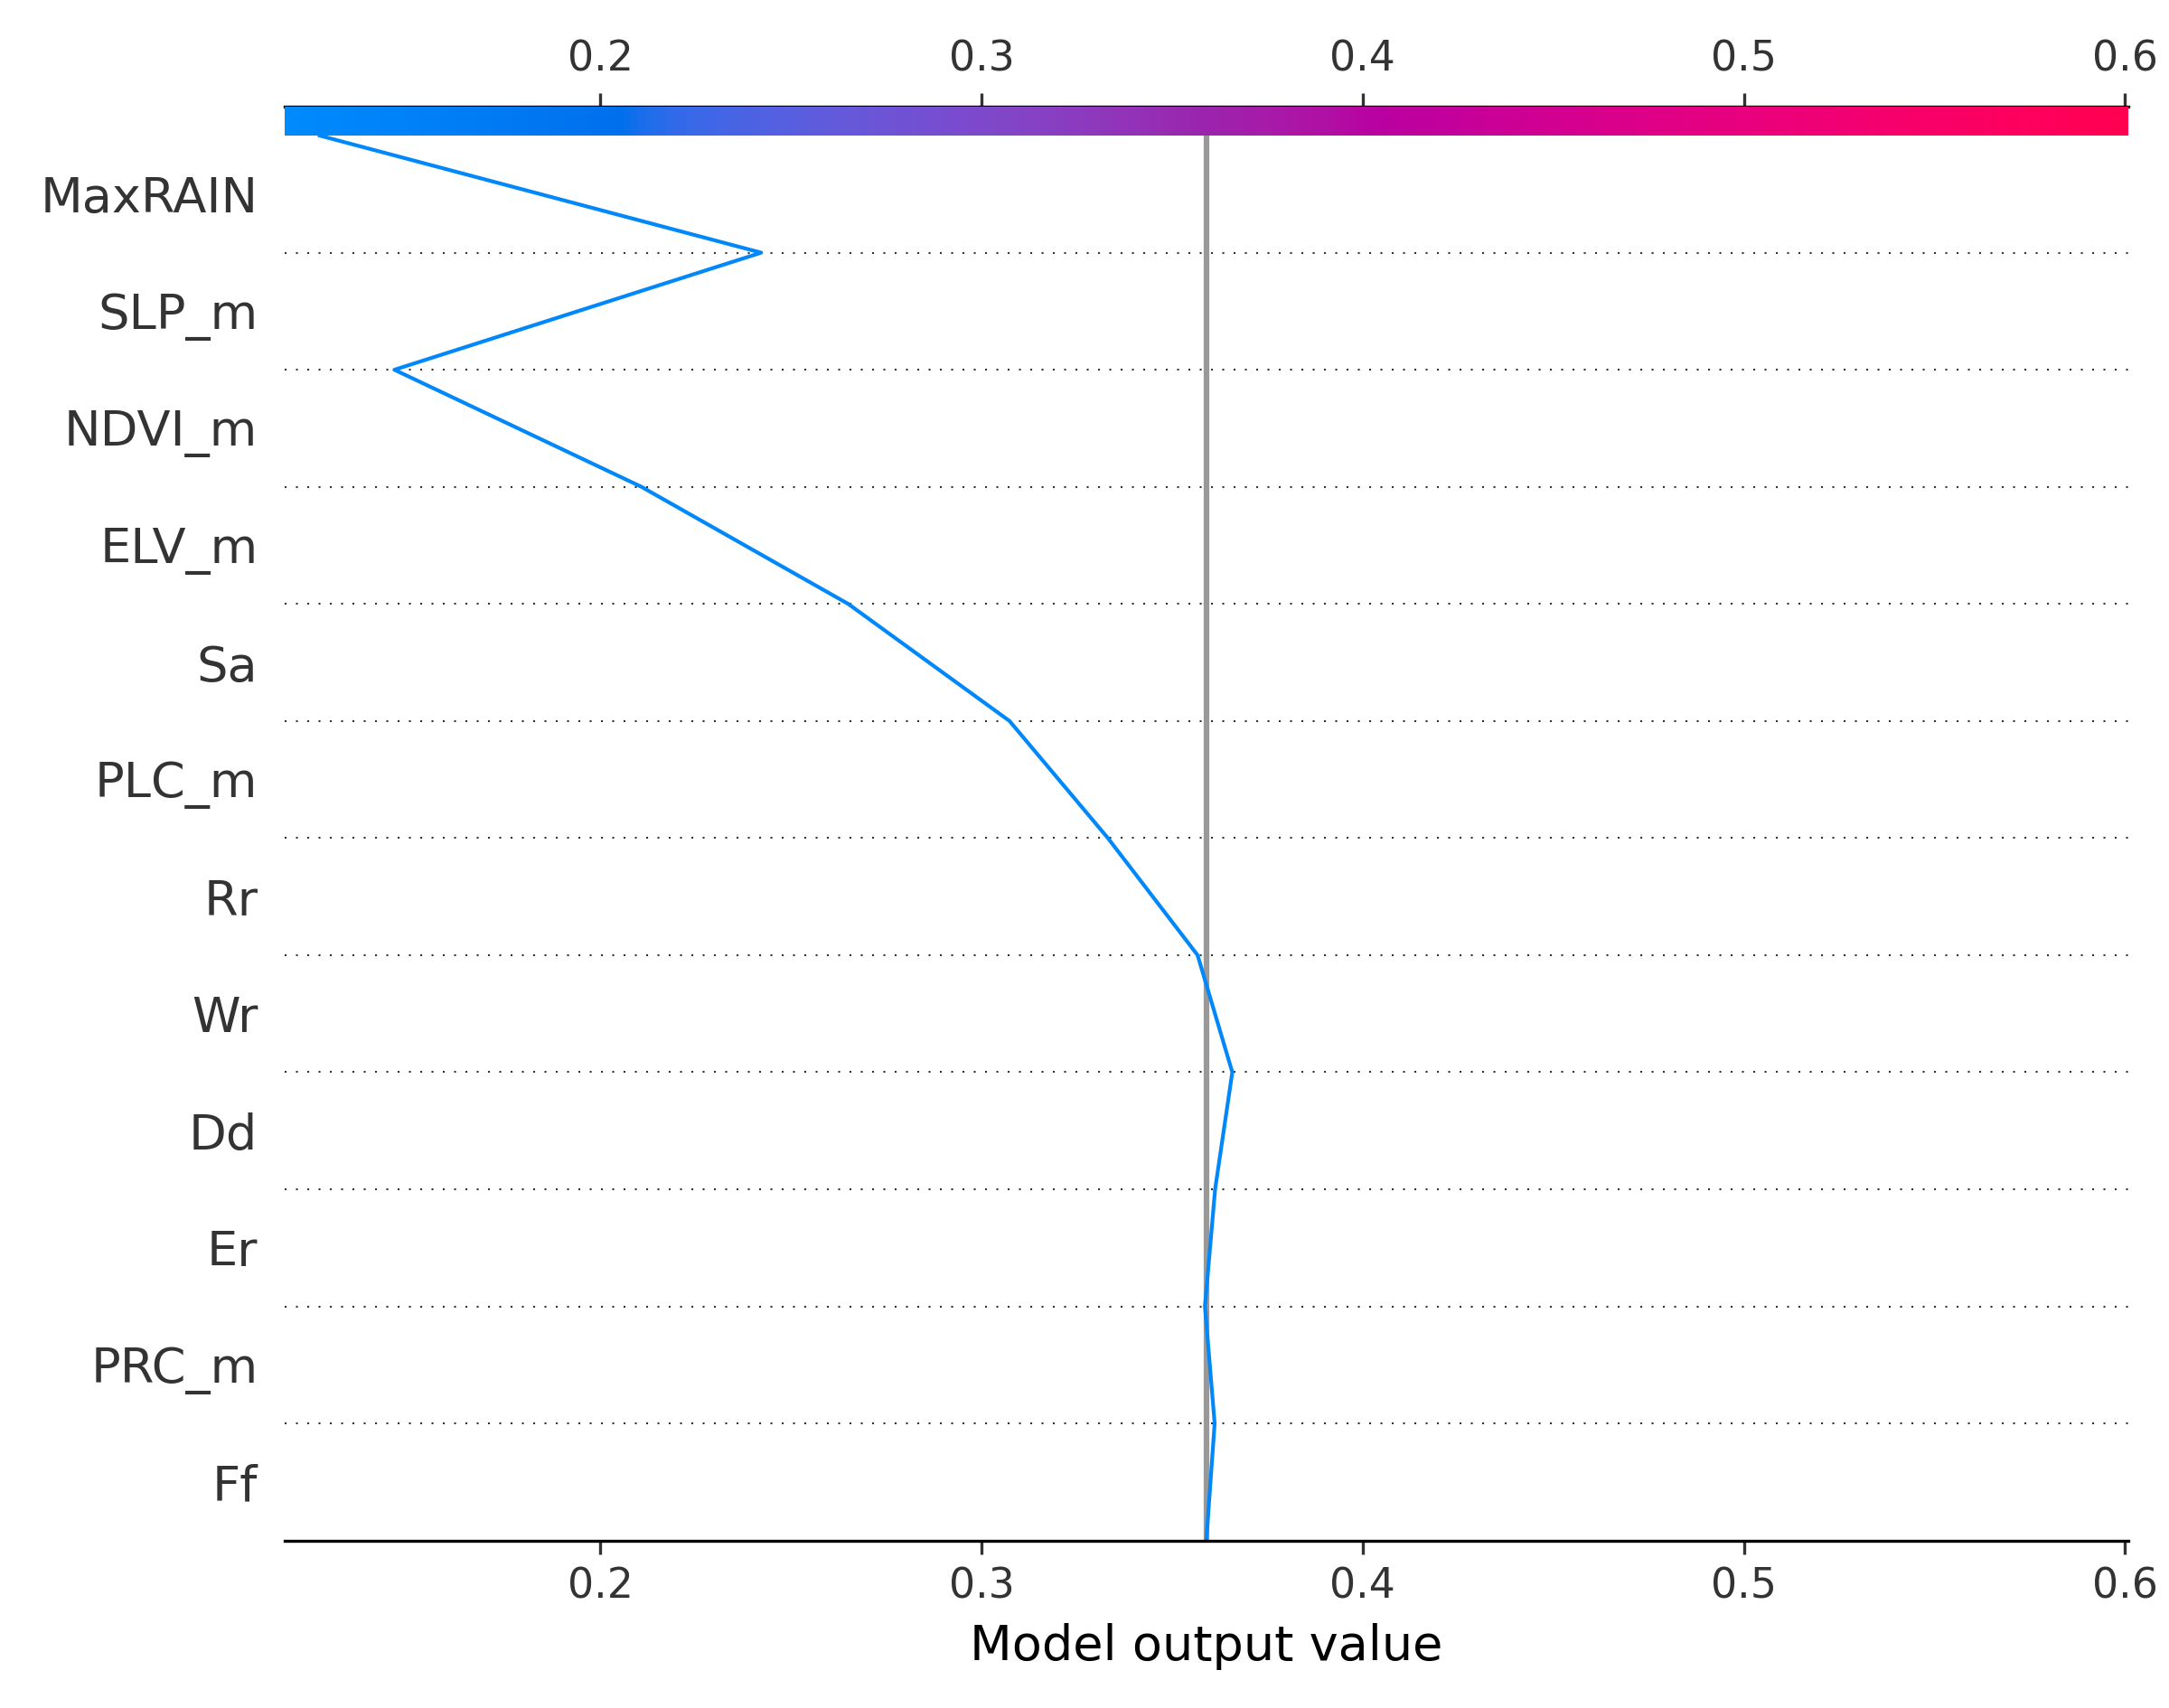 0.2 0.3 0.4 0.5 0.6
MaxRAIN
SLP_m
NDVI_m
ELV_m
Sa
PLC_m
Rr
Wr
Dd
Er
PRC_m
Ff
0.2 0.3 0.4 0.5 0.6
Model output value